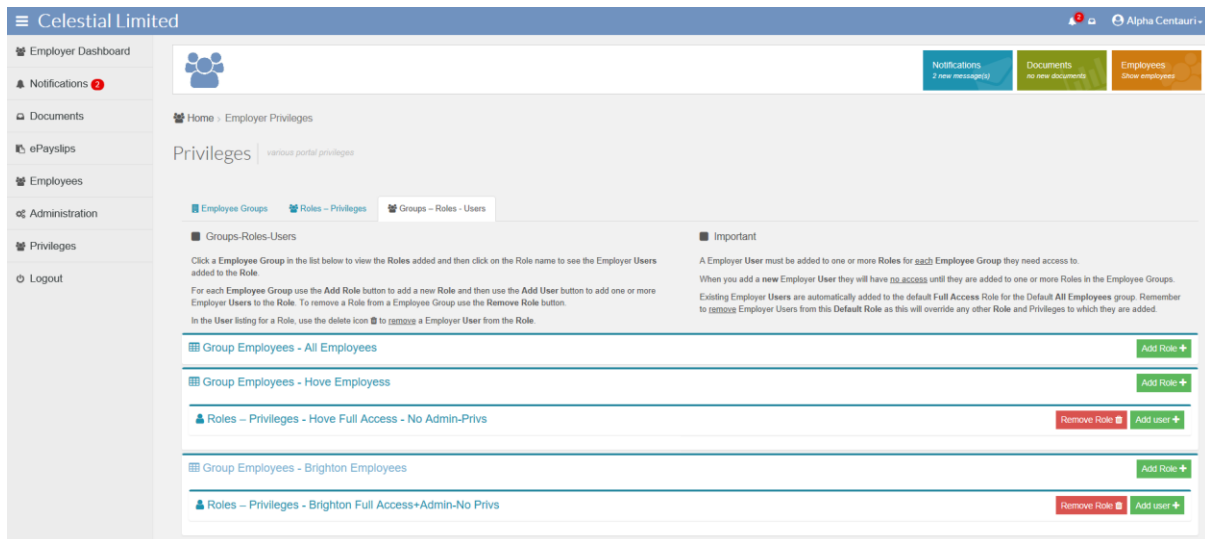 Celestial Limited
2
Alpha Centauri
Employer Dashboard
Notifications 2
Documents
ePayslips
Employees
Administration
Privileges
Logout
Notifications
2 new message(s)
Documents
no new documents
Employees
Show employees
Home > Employer Privileges
Privileges
various portal privileges
Employee Groups
Roles – Privileges
Groups – Roles - Users
Groups-Roles-Users
Click a Employee Group in the list below to view the Roles added and then click on the Role name to see the Employer Users
added to the Role.
For each Employee Group use the Add Role button to add a new Role and then use the Add User button to add one or more
Employer Users to the Role. To remove a Role from a Employee Group use the Remove Role button.
In the User listing for a Role, use the delete icon to remove a Employer User from the Role.
Important
A Employer User must be added to one or more Roles for each Employee Group they need access to.
When you add a new Employer User they will have no access until they are added to one or more Roles in the Employee Groups.
Existing Employer Users are automatically added to the default Full Access Role for the Default All Employees group. Remember
to remove Employer Users from this Default Role as this will override any other Role and Privileges to which they are added.
Group Employees - All Employees
Add Role +
Group Employees - Hove Employess
Add Role +
Roles – Privileges - Hove Full Access - No Admin-Privs
Remove Role
Add user +
Group Employees - Brighton Employees
Add Role +
Roles – Privileges - Brighton Full Access+Admin-No Privs
Remove Role
Add user +